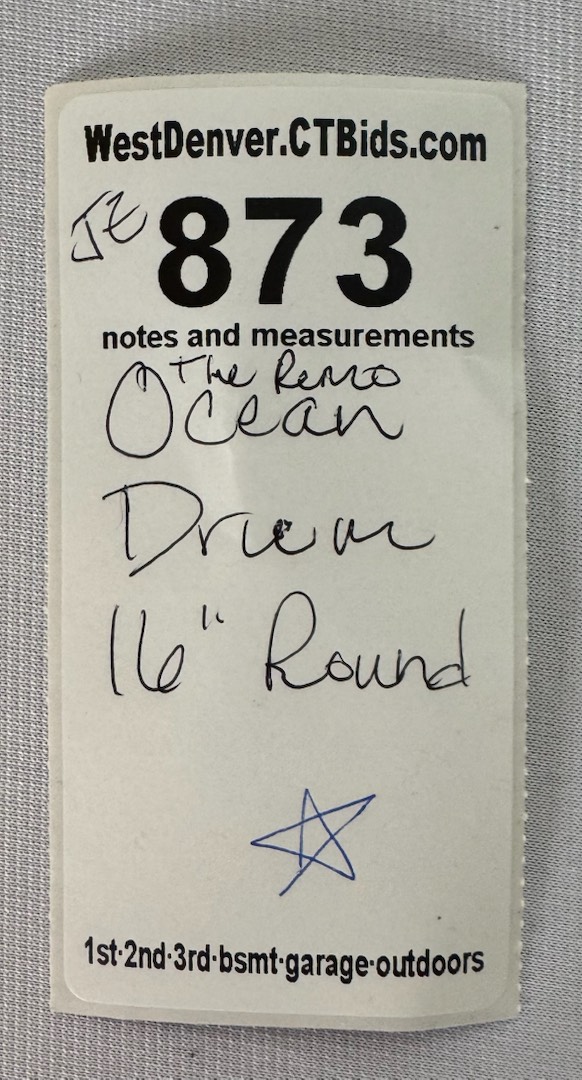 WestDenver.CTBids.com
JE 873
notes and measurements
The Remo
Ocean
Drum
16" Round
1st·2nd·3rd·bsmt·garage·outdoors